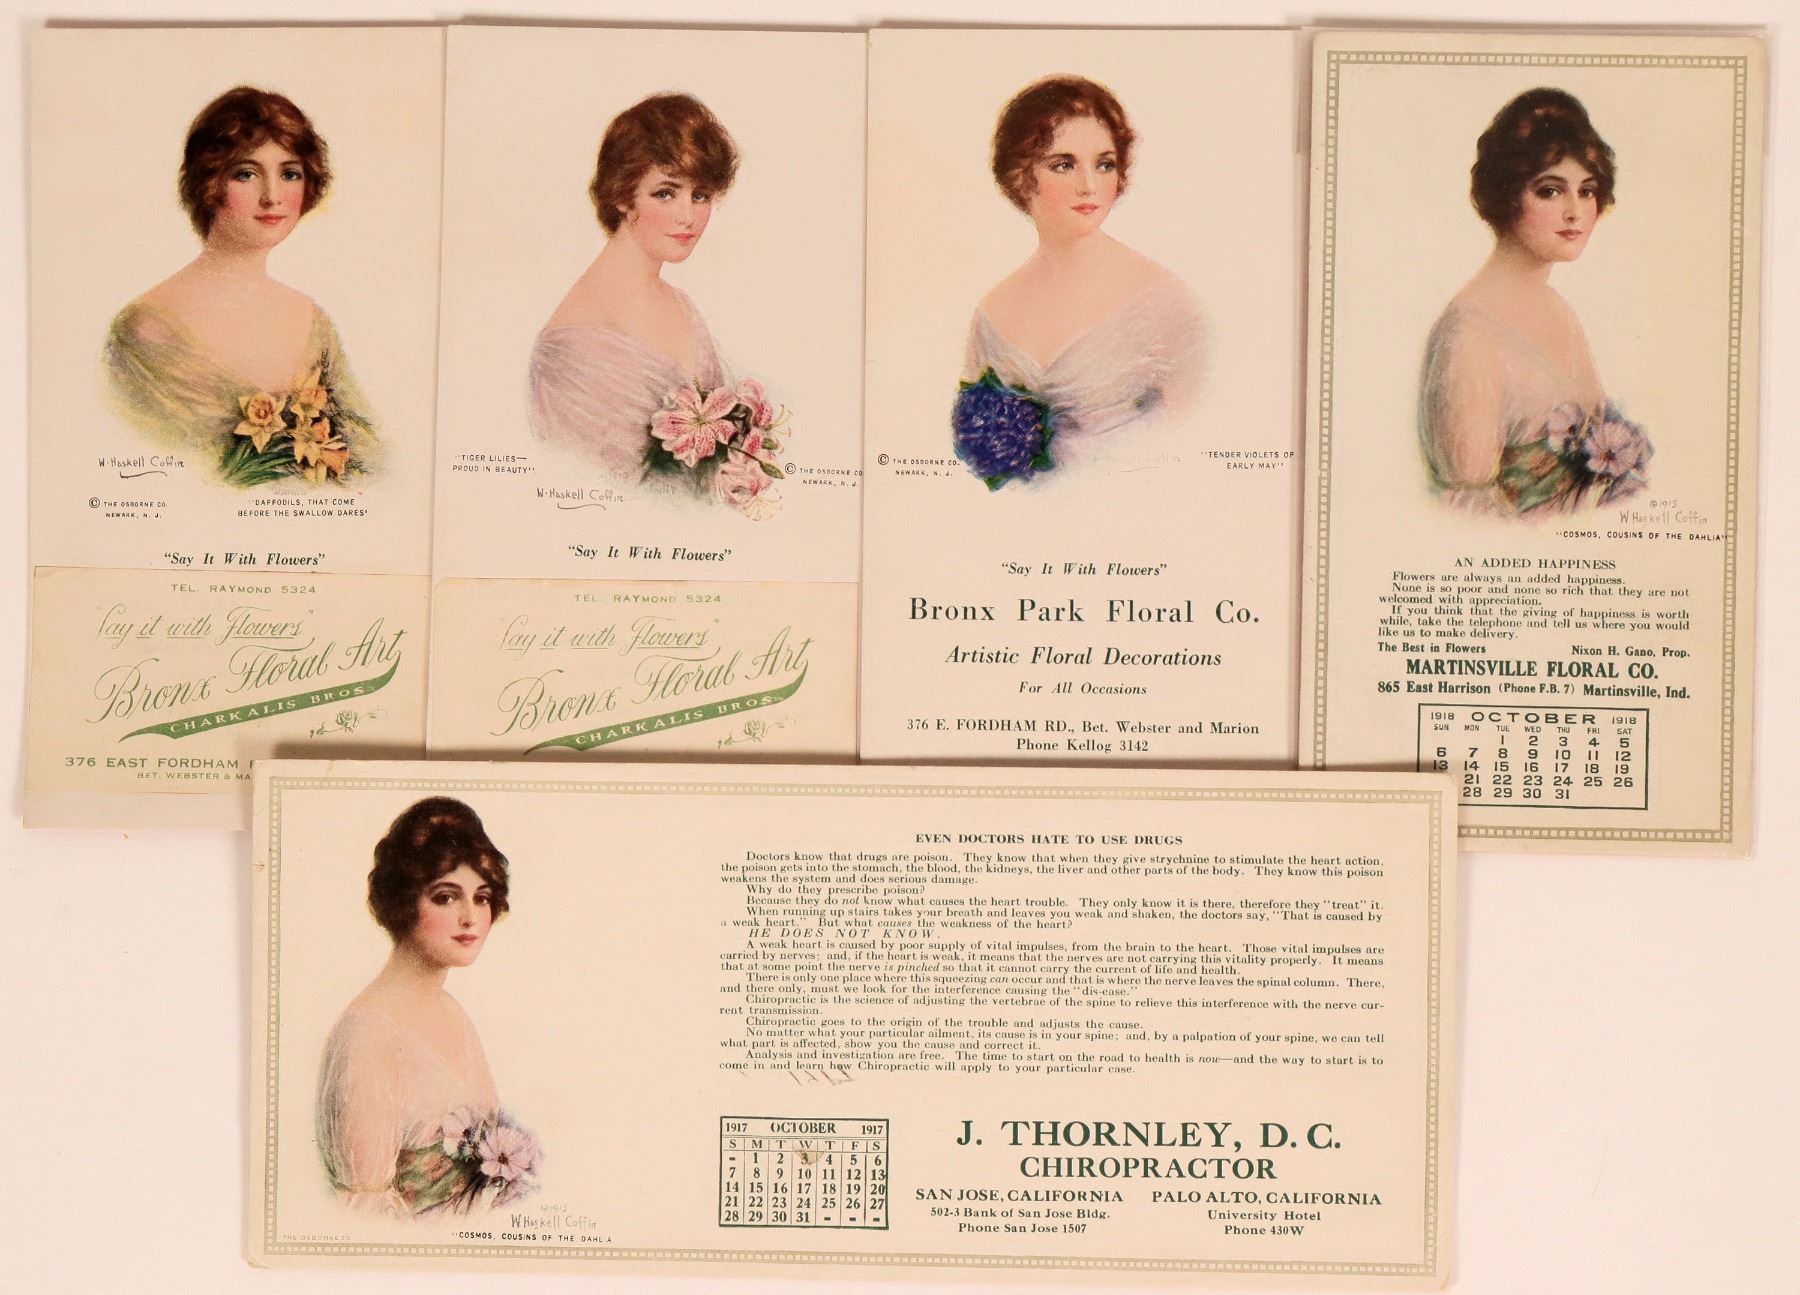 W·Haskell Coffin
© THE OSBORNE CO
NEWARK, N. J.
"DAFFODILS, THAT COME
BEFORE THE SWALLOW DARES"
"Say It With Flowers"
TEL. RAYMOND 5324
"Say it with Flowers"
Bronx Floral Art
CHARKALIS BROS.
376 EAST FORDHAM
BET. WEBSTER & MA
"TIGER LILIES—
PROUD IN BEAUTY"
W·Haskell Coffin
© THE OSBORNE CO
NEWARK, N. J.
"Say It With Flowers"
TEL. RAYMOND 5324
"Say it with Flowers"
Bronx Floral Art
CHARKALIS BROS.
© THE OSBORNE CO.
NEWARK, N. J.
W Haskell Coffin
"TENDER VIOLETS OF
EARLY MAY"
"Say It With Flowers"
Bronx Park Floral Co.
Artistic Floral Decorations
For All Occasions
376 E. FORDHAM RD., Bet. Webster and Marion
Phone Kellog 3142
©1915
W Haskell Coffin
"COSMOS, COUSINS OF THE DAHLIA"
AN ADDED HAPPINESS
Flowers are always an added happiness.
None is so poor and none so rich that they are not
welcomed with appreciation.
If you think that the giving of happiness is worth
while, take the telephone and tell us where you would
like us to make delivery.
The Best in Flowers Nixon H. Gano, Prop.
MARTINSVILLE FLORAL CO.
865 East Harrison (Phone F.B. 7) Martinsville, Ind.
1918 OCTOBER 1918
SUN MON TUE WED THU FRI SAT
1 2 3 4 5
6 7 8 9 10 11 12
13 14 15 16 17 18 19
21 22 23 24 25 26
28 29 30 31
©1915
W Haskell Coffin
THE OSBORNE CO
"COSMOS, COUSINS OF THE DAHLIA
EVEN DOCTORS HATE TO USE DRUGS
Doctors know that drugs are poison. They know that when they give strychnine to stimulate the heart action,
the poison gets into the stomach, the blood, the kidneys, the liver and other parts of the body. They know this poison
weakens the system and does serious damage.
Why do they prescribe poison?
Because they do not know what causes the heart trouble. They only know it is there, therefore they "treat" it.
When running up stairs takes your breath and leaves you weak and shaken, the doctors say, "That is caused by
a weak heart." But what causes the weakness of the heart?
HE DOES NOT KNOW.
A weak heart is caused by poor supply of vital impulses, from the brain to the heart. Those vital impulses are
carried by nerves; and, if the heart is weak, it means that the nerves are not carrying this vitality properly. It means
that at some point the nerve is pinched so that it cannot carry the current of life and health.
There is only one place where this squeezing can occur and that is where the nerve leaves the spinal column. There,
and there only, must we look for the interference causing the "dis-ease."
Chiropractic is the science of adjusting the vertebrae of the spine to relieve this interference with the nerve cur-
rent transmission.
Chiropractic goes to the origin of the trouble and adjusts the cause.
No matter what your particular ailment, its cause is in your spine; and, by a palpation of your spine, we can tell
what part is affected, show you the cause and correct it.
Analysis and investigation are free. The time to start on the road to health is now—and the way to start is to
come in and learn how Chiropractic will apply to your particular case.
1917 OCTOBER 1917
S M T W T F S
- 1 2 3 4 5 6
7 8 9 10 11 12 13
14 15 16 17 18 19 20
21 22 23 24 25 26 27
28 29 30 31 - - -
J. THORNLEY, D. C.
CHIROPRACTOR
SAN JOSE, CALIFORNIA PALO ALTO, CALIFORNIA
502-3 Bank of San Jose Bldg. University Hotel
Phone San Jose 1507 Phone 430W